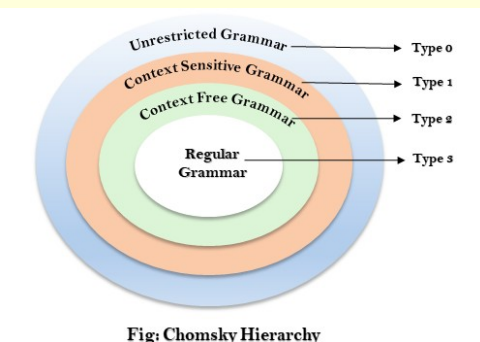 Unrestricted Grammar
Type 0
Context Sensitive Grammar
Type 1
Context Free Grammar
Type 2
Regular
Grammar
Type 3
Fig: Chomsky Hierarchy